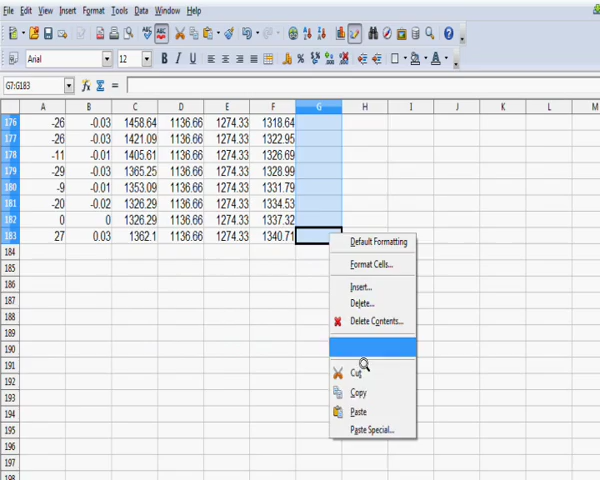 File Edit View Insert Format Tools Data Window Help
Arial 12 B I U
G7:G183 fx Σ =
A B C D E F G H I J K L M
176 -26 -0.03 1458.64 1136.66 1274.33 1318.64
177 -26 -0.03 1421.09 1136.66 1274.33 1322.95
178 -11 -0.01 1405.61 1136.66 1274.33 1326.69
179 -29 -0.03 1365.25 1136.66 1274.33 1328.99
180 -9 -0.01 1353.09 1136.66 1274.33 1331.79
181 -20 -0.02 1326.29 1136.66 1274.33 1334.53
182 0 0 1326.29 1136.66 1274.33 1337.32
183 27 0.03 1362.1 1136.66 1274.33 1340.71
184 Default Formatting
185 Format Cells...
186 Insert...
187 Delete...
188 Delete Contents...
189
190
191
192 Cut
193 Copy
194 Paste
195 Paste Special...
196
197
198